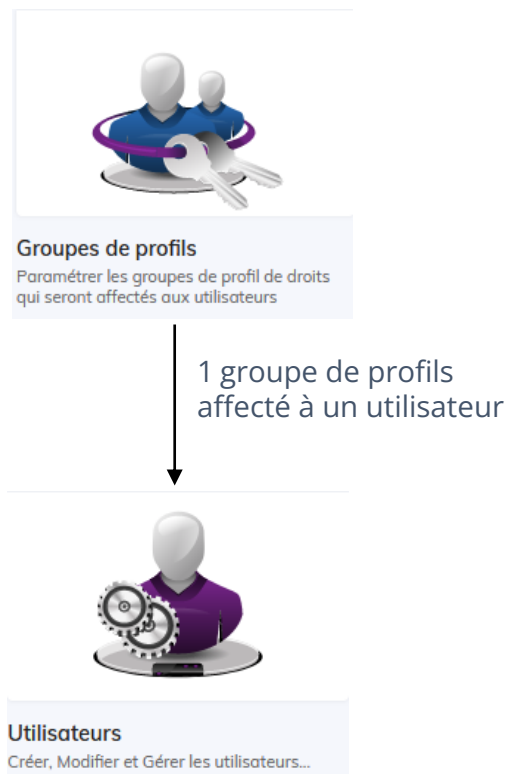 Groupes de profils
Paramétrer les groupes de profil de droits
qui seront affectés aux utilisateurs
1 groupe de profils
affecté à un utilisateur
Utilisateurs
Créer, Modifier et Gérer les utilisateurs...